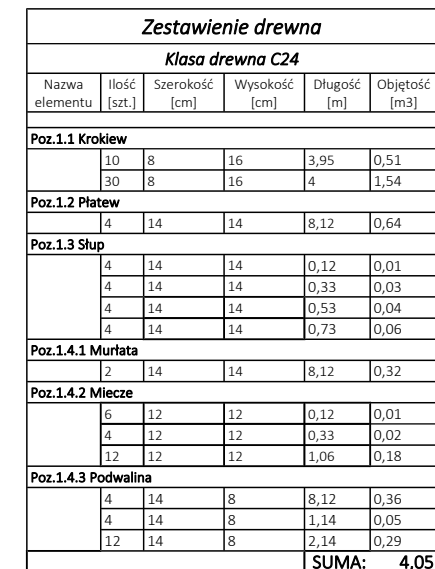 Zestawienie drewna
Klasa drewna C24
Nazwa elementu Ilość [szt.] Szerokość [cm] Wysokość [cm] Długość [m] Objętość [m3]
Poz.1.1 Krokiew
10 8 16 3,95 0,51
30 8 16 4 1,54
Poz.1.2 Płatew
4 14 14 8,12 0,64
Poz.1.3 Słup
4 14 14 0,12 0,01
4 14 14 0,33 0,03
4 14 14 0,53 0,04
4 14 14 0,73 0,06
Poz.1.4.1 Murłata
2 14 14 8,12 0,32
Poz.1.4.2 Miecze
6 12 12 0,12 0,01
4 12 12 0,33 0,02
12 12 12 1,06 0,18
Poz.1.4.3 Podwalina
4 14 8 8,12 0,36
4 14 8 1,14 0,05
12 14 8 2,14 0,29
SUMA: 4,05